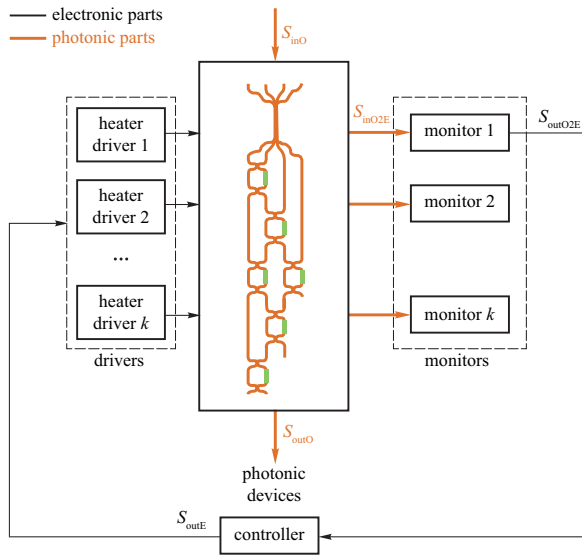 electronic parts
photonic parts
S_inO
heater
driver 1
heater
driver 2
...
heater
driver k
drivers
S_inO2E
monitor 1
monitor 2
monitor k
monitors
S_outO2E
S_outO
photonic
devices
S_outE
controller